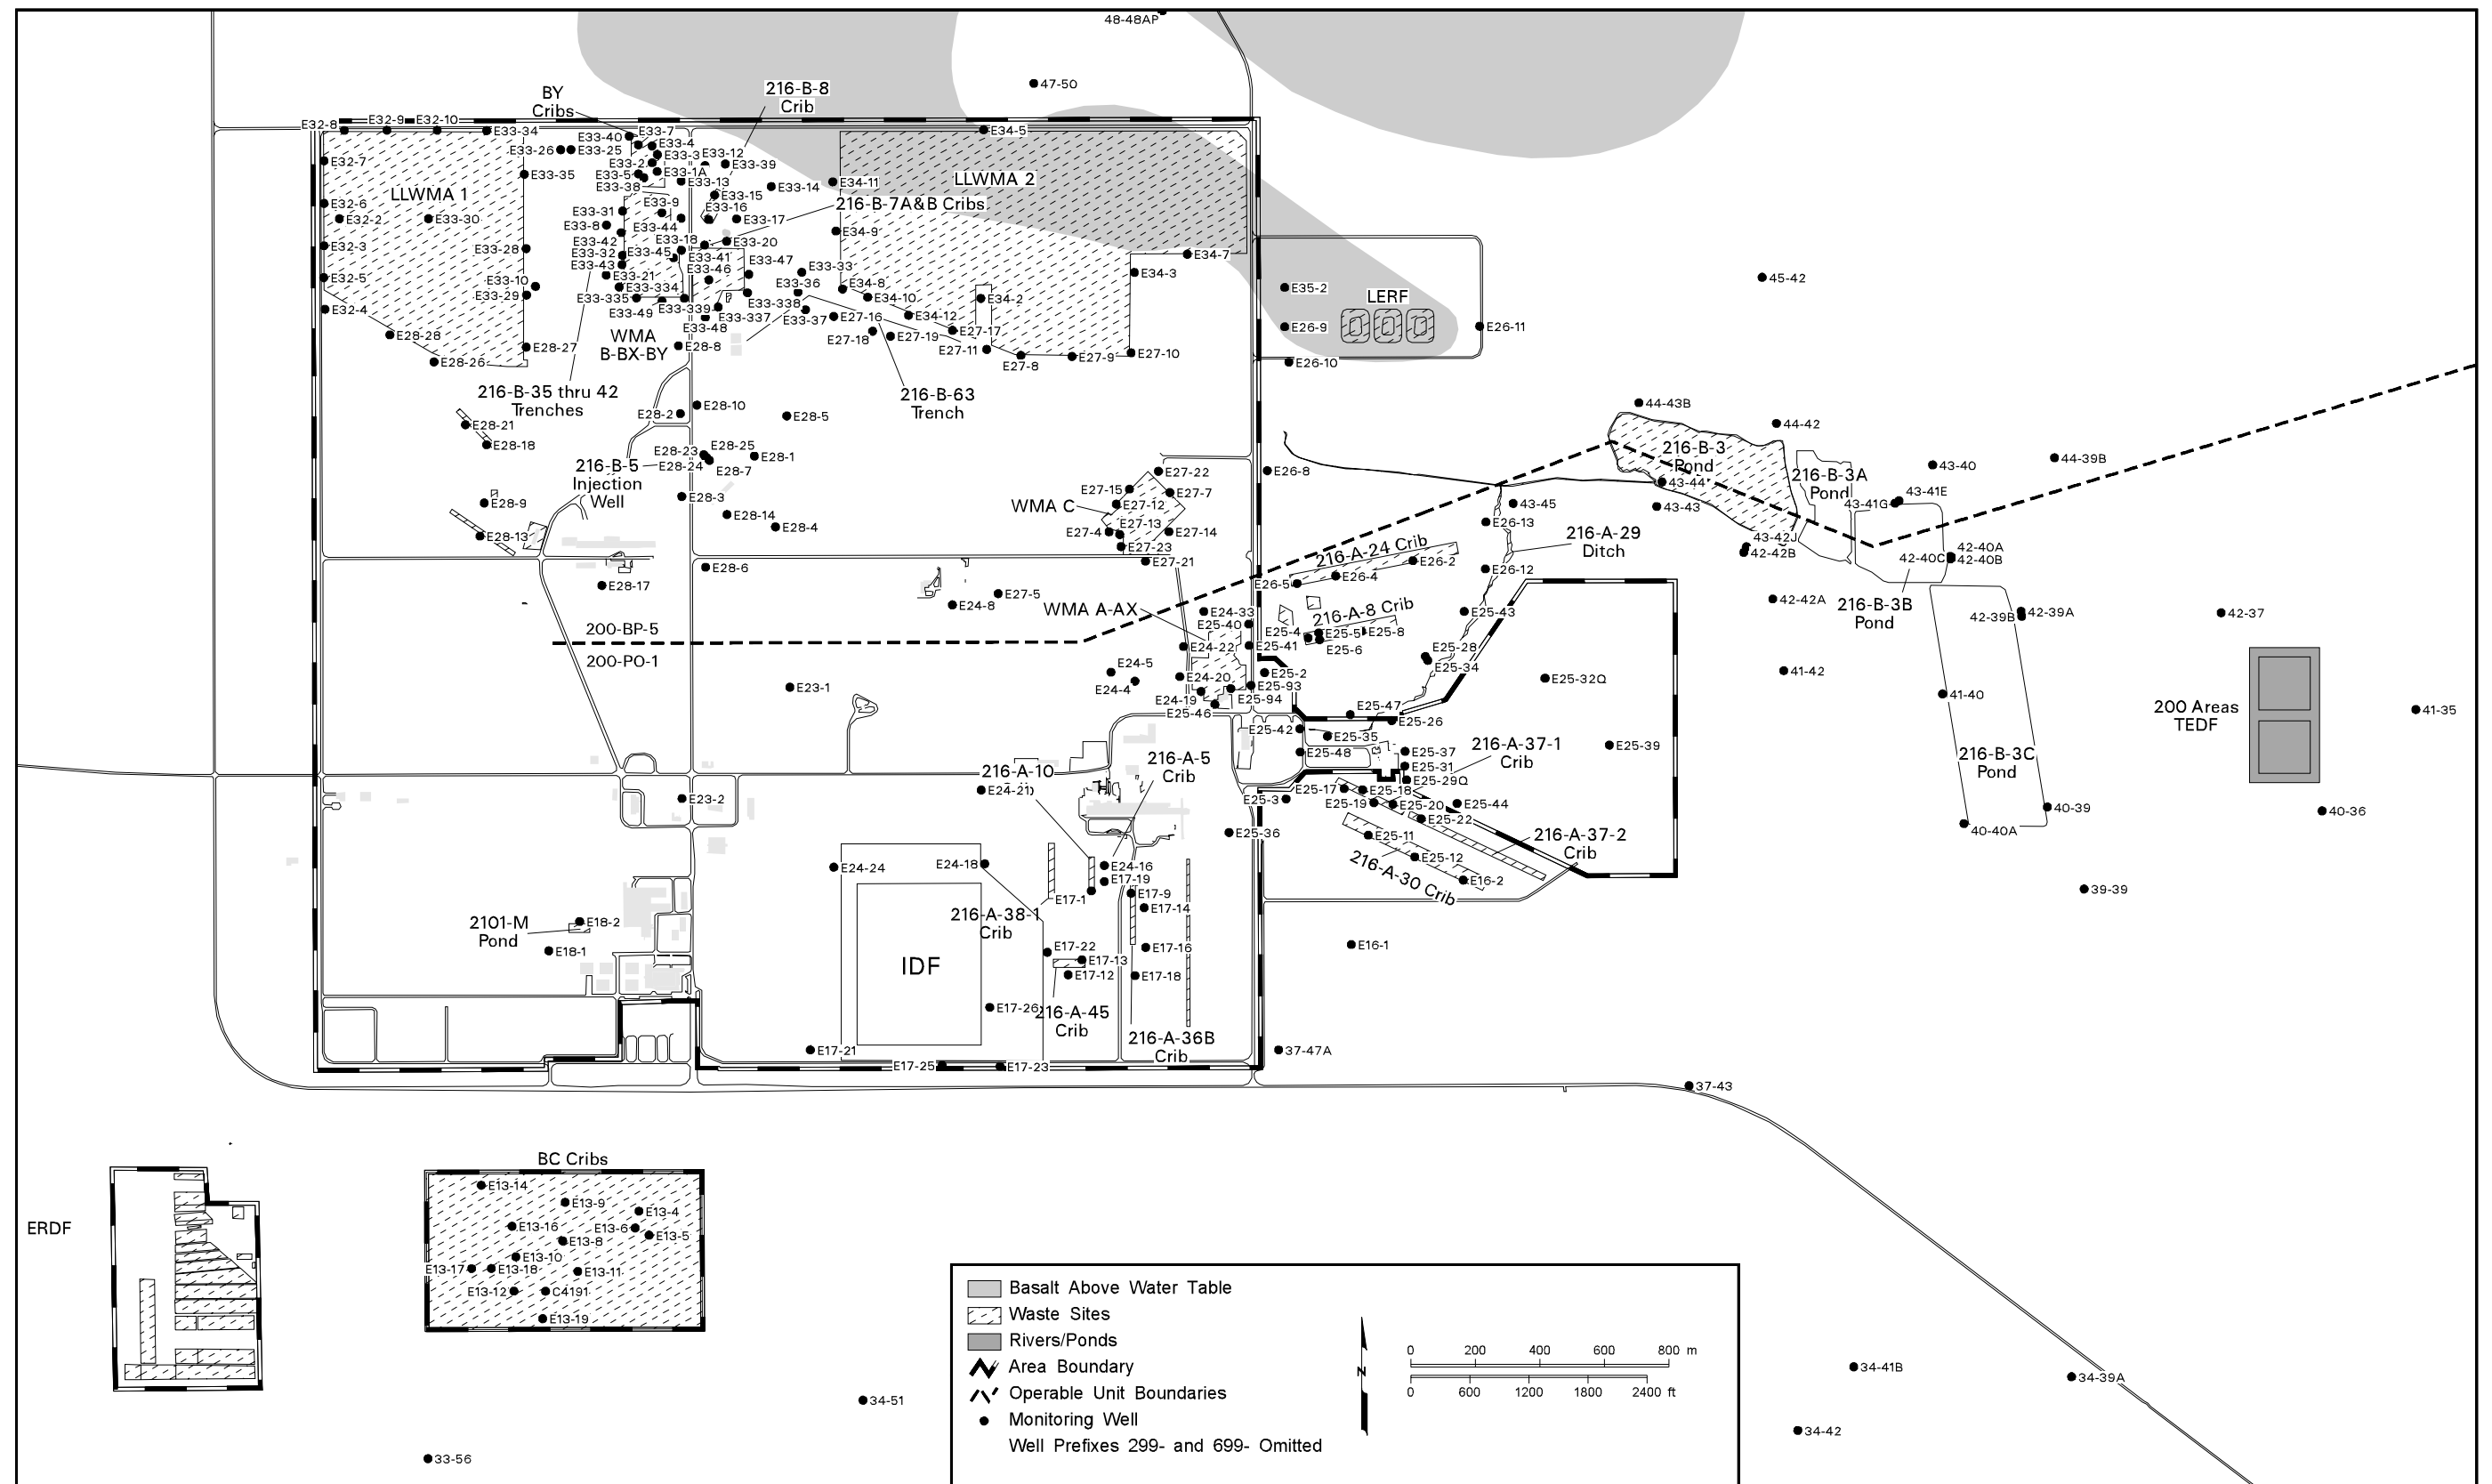 48-48AP
47-50
BY
Cribs
216-B-8
Crib
E32-8
E32-9
E32-10
E33-34
E33-40
E33-7
E33-4
E34-5
E33-26
E33-25
E33-3
E33-12
E32-7
E33-2
E33-39
E33-35
E33-5
E33-1A
E33-38
E33-13
E33-14
E34-11
LLWMA 2
LLWMA 1
E33-15
E32-6
E33-9
E33-16
216-B-7A&B Cribs
E32-2
E33-30
E33-31
E33-17
E33-8
E33-44
E34-9
E32-3
E33-28
E33-42
E33-18
E33-20
E33-32
E33-45
E33-41
E34-7
E33-43
E33-46
E33-47
E33-33
E34-3
E32-5
E33-10
E33-21
E33-36
E34-8
E35-2
45-42
E33-29
E33-334
E33-335
E33-338
E34-10
E34-2
LERF
E32-4
E33-49
E33-339
E33-337
E33-37
E27-16
E34-12
E33-48
E28-28
WMA
B-BX-BY
E27-18
E27-19
E27-17
E26-9
E26-11
E28-27
E28-8
E27-11
E27-8
E27-9
E27-10
E28-26
E26-10
216-B-35 thru 42
Trenches
216-B-63
Trench
E28-2
E28-10
E28-5
44-43B
E28-21
44-42
E28-18
E28-23
E28-25
E28-1
216-B-3
Pond
44-39B
216-B-5
Injection
Well
E28-24
E28-7
E27-22
E26-8
43-40
216-B-3A
Pond
43-44
E28-9
E28-3
E27-15
E27-7
WMA C
E27-12
43-45
43-43
43-41E
43-41G
E28-14
E28-4
E27-13
E26-13
E28-13
E27-4
E27-14
216-A-29
Ditch
43-42J
42-42B
E27-23
216-A-24 Crib
42-40A
42-40C
42-40B
E28-6
E27-21
E26-2
E26-12
E28-17
E26-5
E26-4
E27-5
E24-8
WMA A-AX
E24-33
216-A-8 Crib
E25-43
42-42A
216-B-3B
Pond
42-39A
42-39B
42-37
200-BP-5
E25-40
E25-4
E25-5
E25-8
200-PO-1
E24-22
E25-41
E25-6
E25-28
E25-34
E24-5
E24-4
E24-20
E25-2
E25-32Q
41-42
E23-1
E25-93
E24-19
E25-94
41-40
E25-46
E25-47
E25-26
200 Areas
TEDF
41-35
E25-42
E25-35
E25-48
E25-37
E25-39
216-A-37-1
Crib
216-A-5
Crib
216-B-3C
Pond
216-A-10
E25-31
E25-29Q
E23-2
E25-17
E25-18
E25-3
E25-19
E25-20
E25-44
40-39
40-36
E25-22
40-40A
E25-36
E25-11
216-A-37-2
Crib
E24-24
E24-18
E24-16
E25-12
216-A-30 Crib
E17-19
E16-2
E17-1
E17-9
39-39
2101-M
Pond
E18-2
216-A-38-1
Crib
E17-14
E18-1
IDF
E17-22
E17-16
E16-1
E17-13
E17-12
E17-18
E17-26
216-A-45
Crib
216-A-36B
Crib
E17-21
37-47A
E17-25
E17-23
37-43
BC Cribs
E13-14
E13-9
E13-4
ERDF
E13-16
E13-6
E13-5
E13-8
E13-10
E13-17
E13-18
E13-11
E13-12
C4191
E13-19
Basalt Above Water Table
Waste Sites
Rivers/Ponds
Area Boundary
Operable Unit Boundaries
Monitoring Well
Well Prefixes 299- and 699- Omitted
N
0 200 400 600 800 m
0 600 1200 1800 2400 ft
34-41B
34-39A
34-51
34-42
33-56